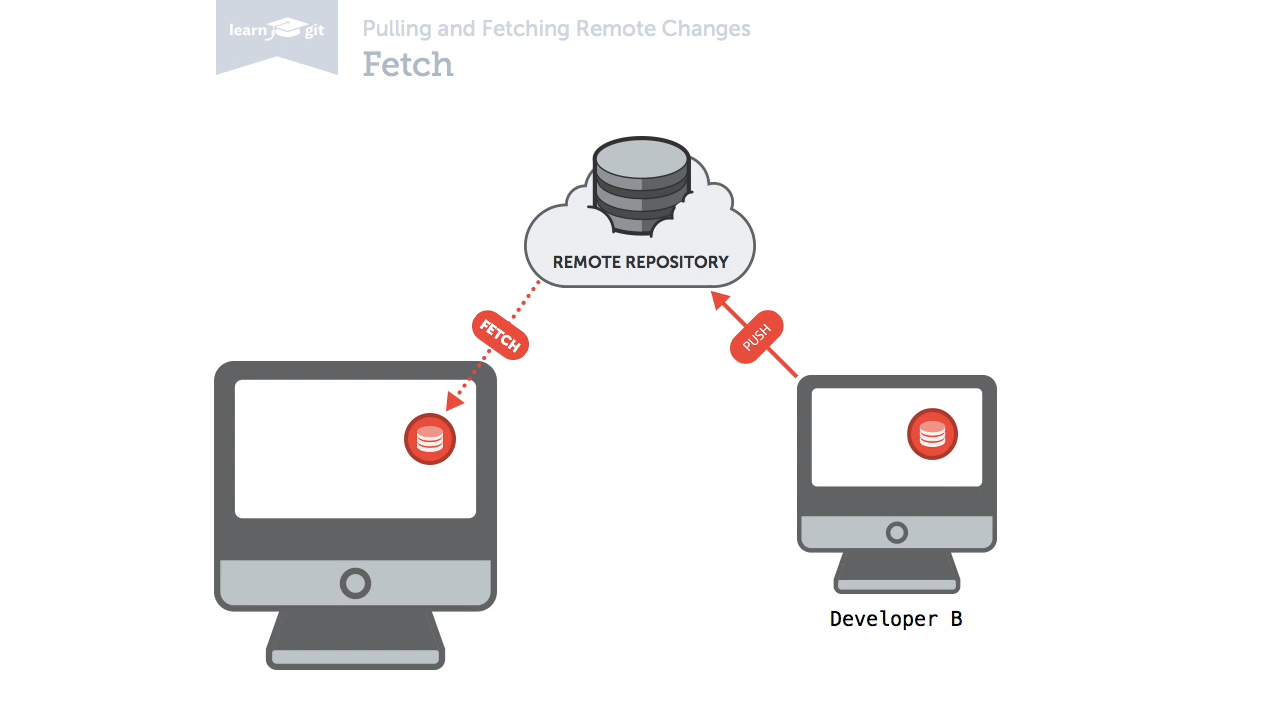 learn git
Pulling and Fetching Remote Changes
Fetch
REMOTE REPOSITORY
FETCH
PUSH
Developer B